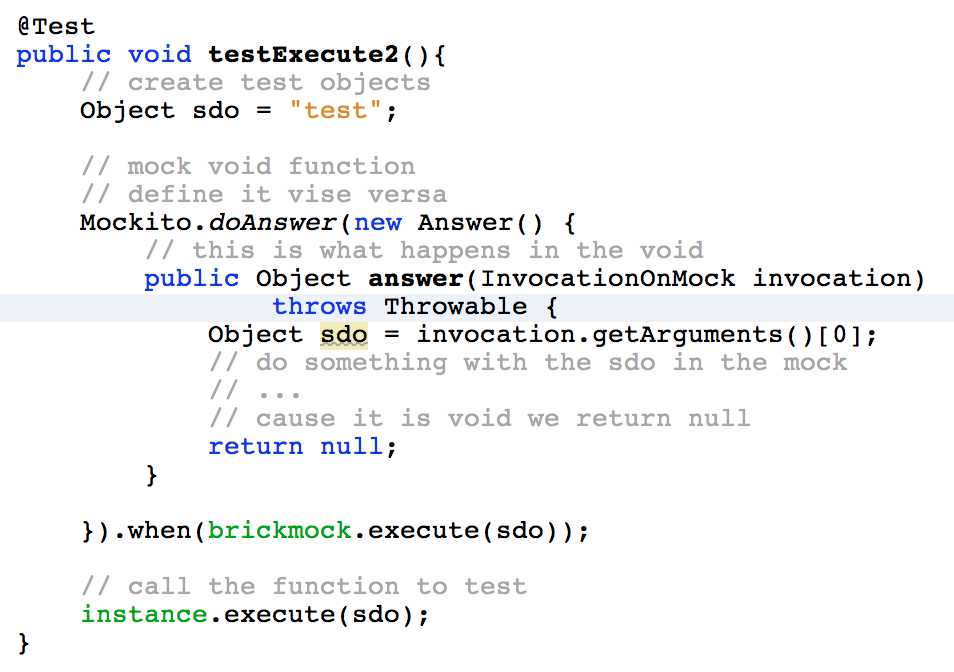 @Test
public void testExecute2(){
    // create test objects
    Object sdo = "test";

    // mock void function
    // define it vise versa
    Mockito.doAnswer(new Answer() {
        // this is what happens in the void
        public Object answer(InvocationOnMock invocation)
                throws Throwable {
            Object sdo = invocation.getArguments()[0];
            // do something with the sdo in the mock
            // ...
            // cause it is void we return null
            return null;
        }

    }).when(brickmock.execute(sdo));

    // call the function to test
    instance.execute(sdo);
}